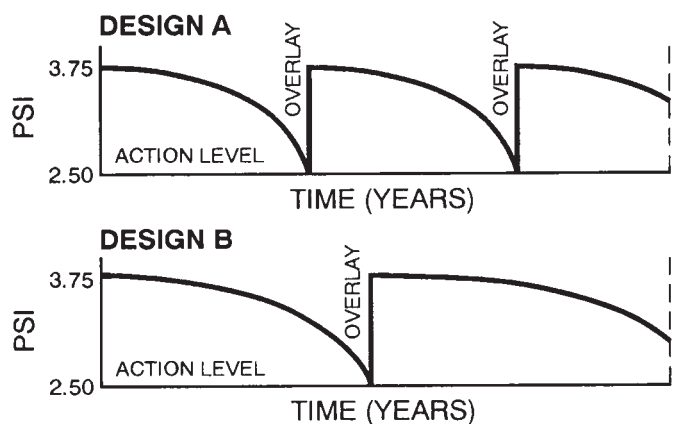 DESIGN A
OVERLAY
OVERLAY
3.75
PSI
ACTION LEVEL
2.50
TIME (YEARS)
DESIGN B
OVERLAY
3.75
PSI
ACTION LEVEL
2.50
TIME (YEARS)